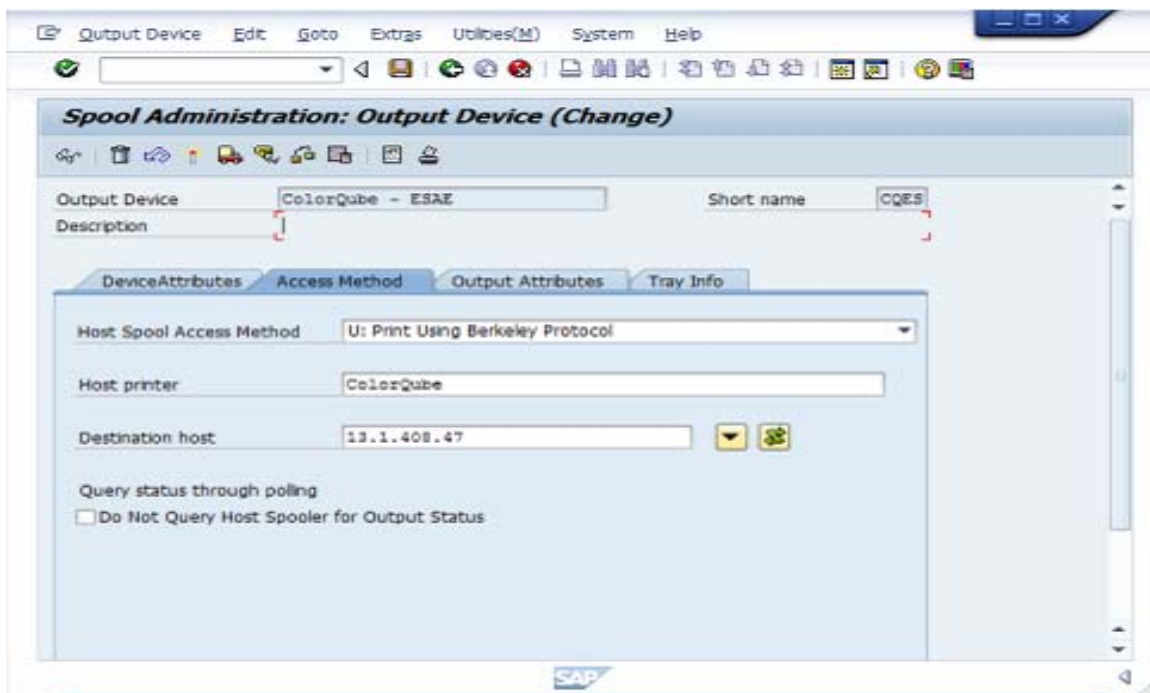 Output Device Edit Goto Extras Utilities(M) System Help
Spool Administration: Output Device (Change)
Output Device ColorQube - ESAE Short name CQES
Description
DeviceAttributes Access Method Output Attributes Tray Info
Host Spool Access Method U: Print Using Berkeley Protocol
Host printer ColorQube
Destination host 13.1.408.47
Query status through polling
Do Not Query Host Spooler for Output Status
SAP